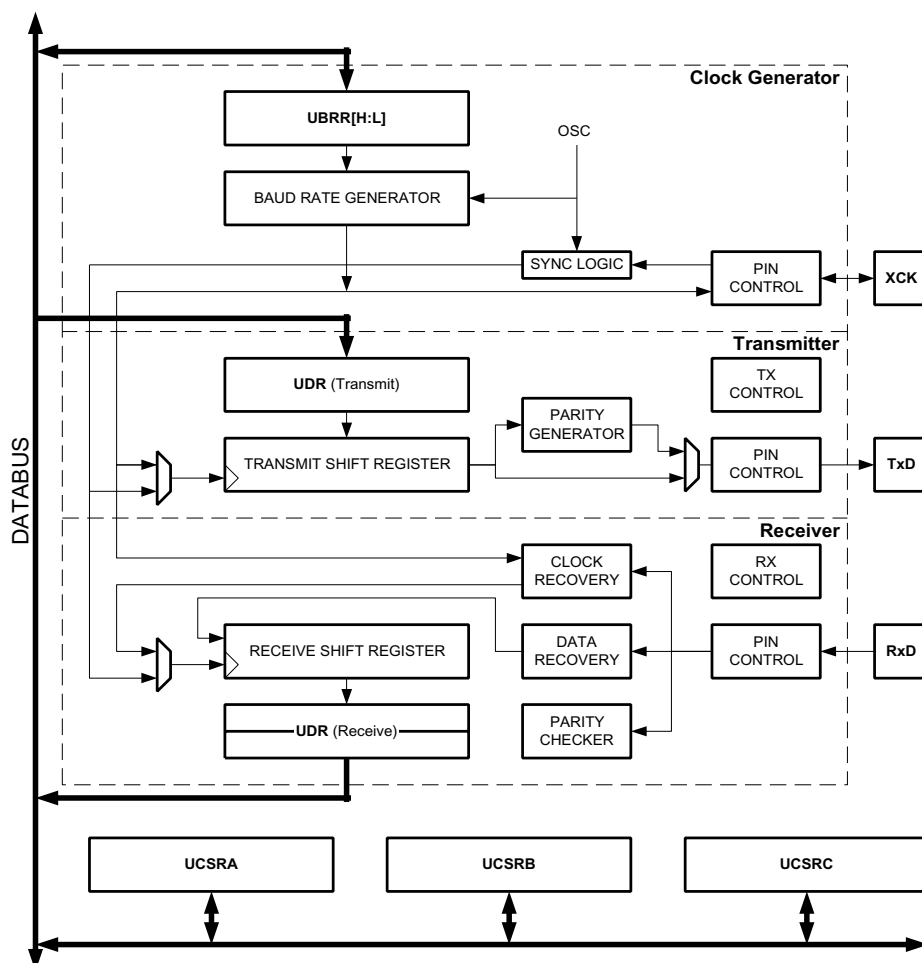 Clock Generator
UBRR[H:L]
OSC
BAUD RATE GENERATOR
SYNC LOGIC
PIN
CONTROL
XCK
Transmitter
UDR (Transmit)
TX
CONTROL
PARITY
GENERATOR
TRANSMIT SHIFT REGISTER
PIN
CONTROL
TxD
DATABUS
Receiver
CLOCK
RECOVERY
RX
CONTROL
RECEIVE SHIFT REGISTER
DATA
RECOVERY
PIN
CONTROL
RxD
UDR (Receive)
PARITY
CHECKER
UCSRA
UCSRB
UCSRC